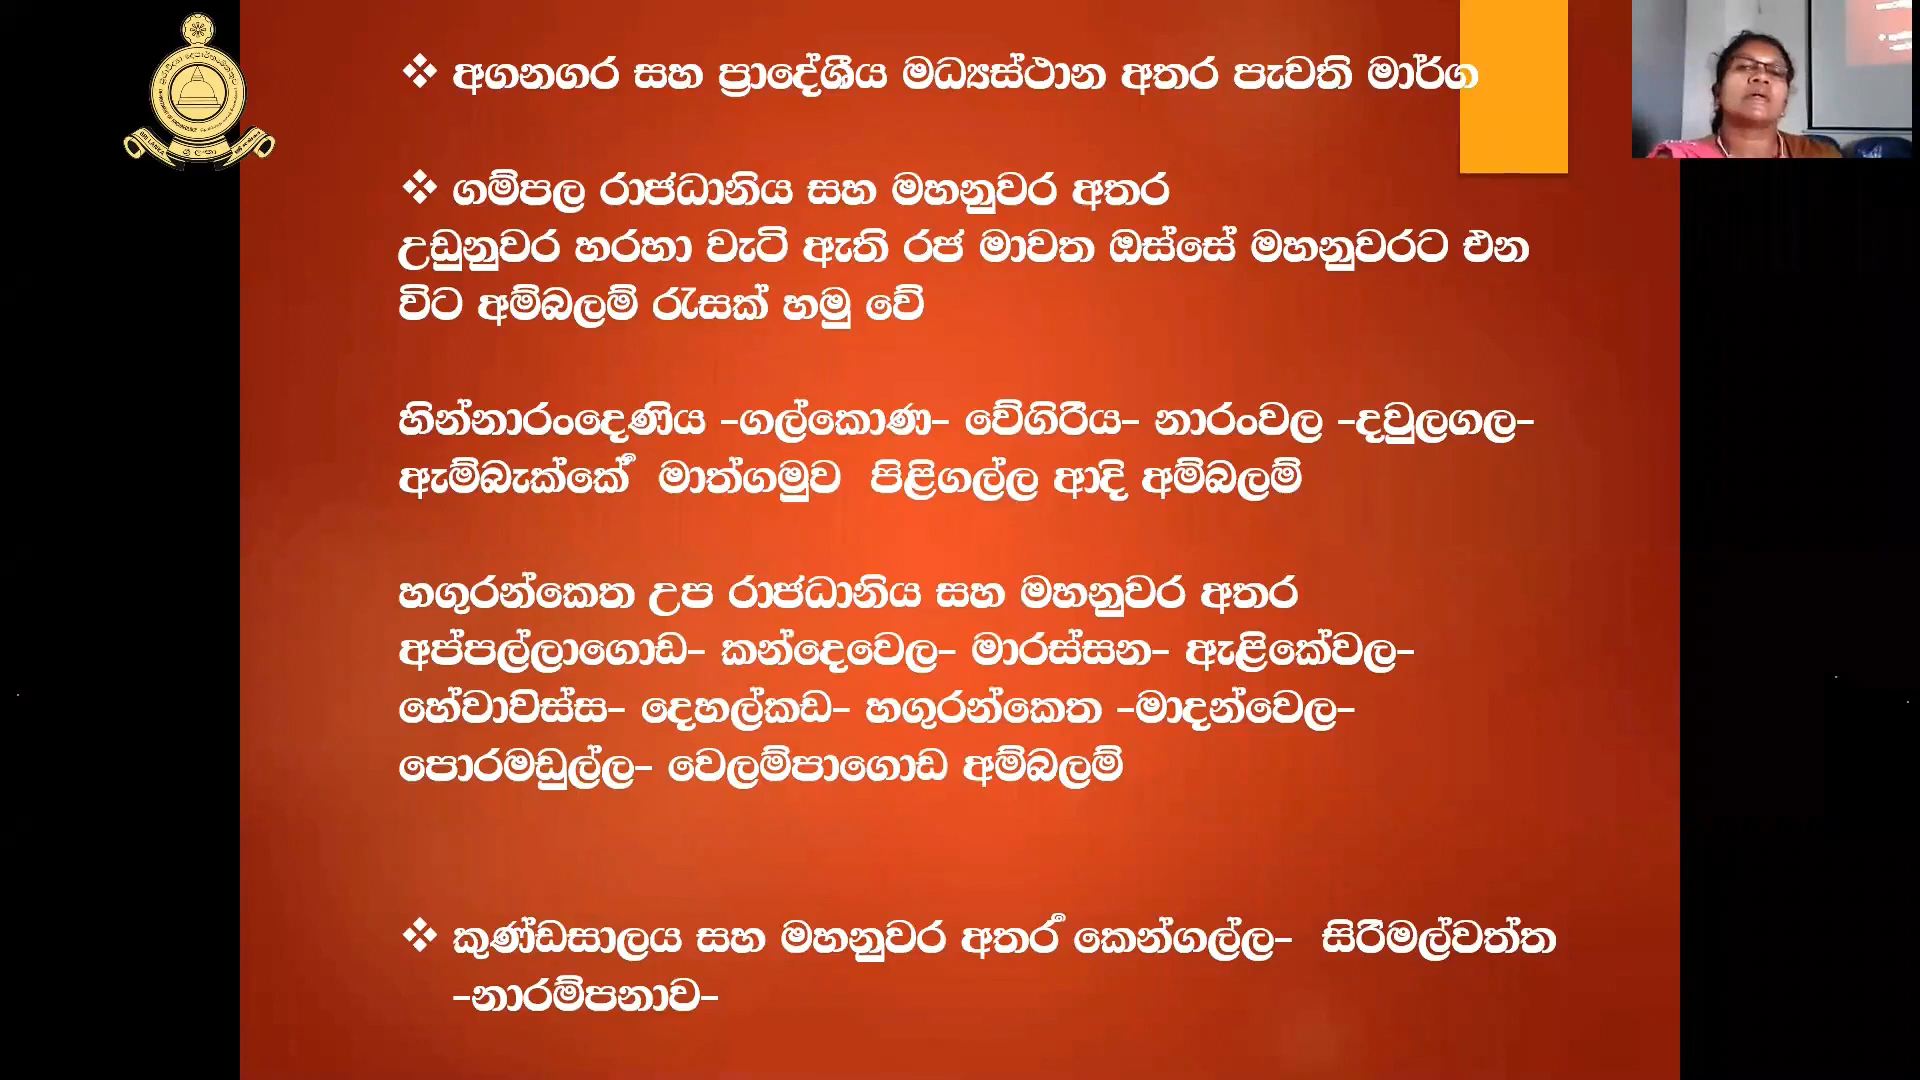 ❖ අගනගර සහ ප්‍රාදේශීය මධ්‍යස්ථාන අතර පැවති මාර්ග
❖ ගම්පල රාජධානිය සහ මහනුවර අතර
උඩුනුවර හරහා වැටි ඇති රජ මාවත ඔස්සේ මහනුවරට එන
විට අම්බලම් රැසක් හමු වේ
හින්නාරංදෙණිය -ගල්කොණ- වේගිරිය- නාරංවල -දවුලගල-
ඇම්බැක්කේ මාත්ගමුව පිළිගල්ල ආදි අම්බලම්
හගුරන්කෙත උප රාජධානිය සහ මහනුවර අතර
අප්පල්ලාගොඩ- කන්දෙවෙල- මාරස්සන- ඇළිකේවල-
හේවාවිස්ස- දෙහල්කඩ- හගුරන්කෙත -මාදන්වෙල-
පොරමඩුල්ල- වෙලම්පාගොඩ අම්බලම්
❖ කුණ්ඩසාලය සහ මහනුවර අතර කෙන්ගල්ල- සිරිමල්වත්ත
-නාරම්පනාව-
SRI LANKA
ශ්‍රී ලංකා